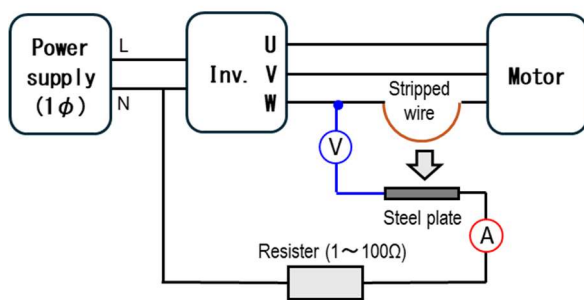 Power
supply
(1φ)
L
N
Inv.
U
V
W
Stripped
wire
Motor
V
Steel plate
A
Resister (1～100Ω)